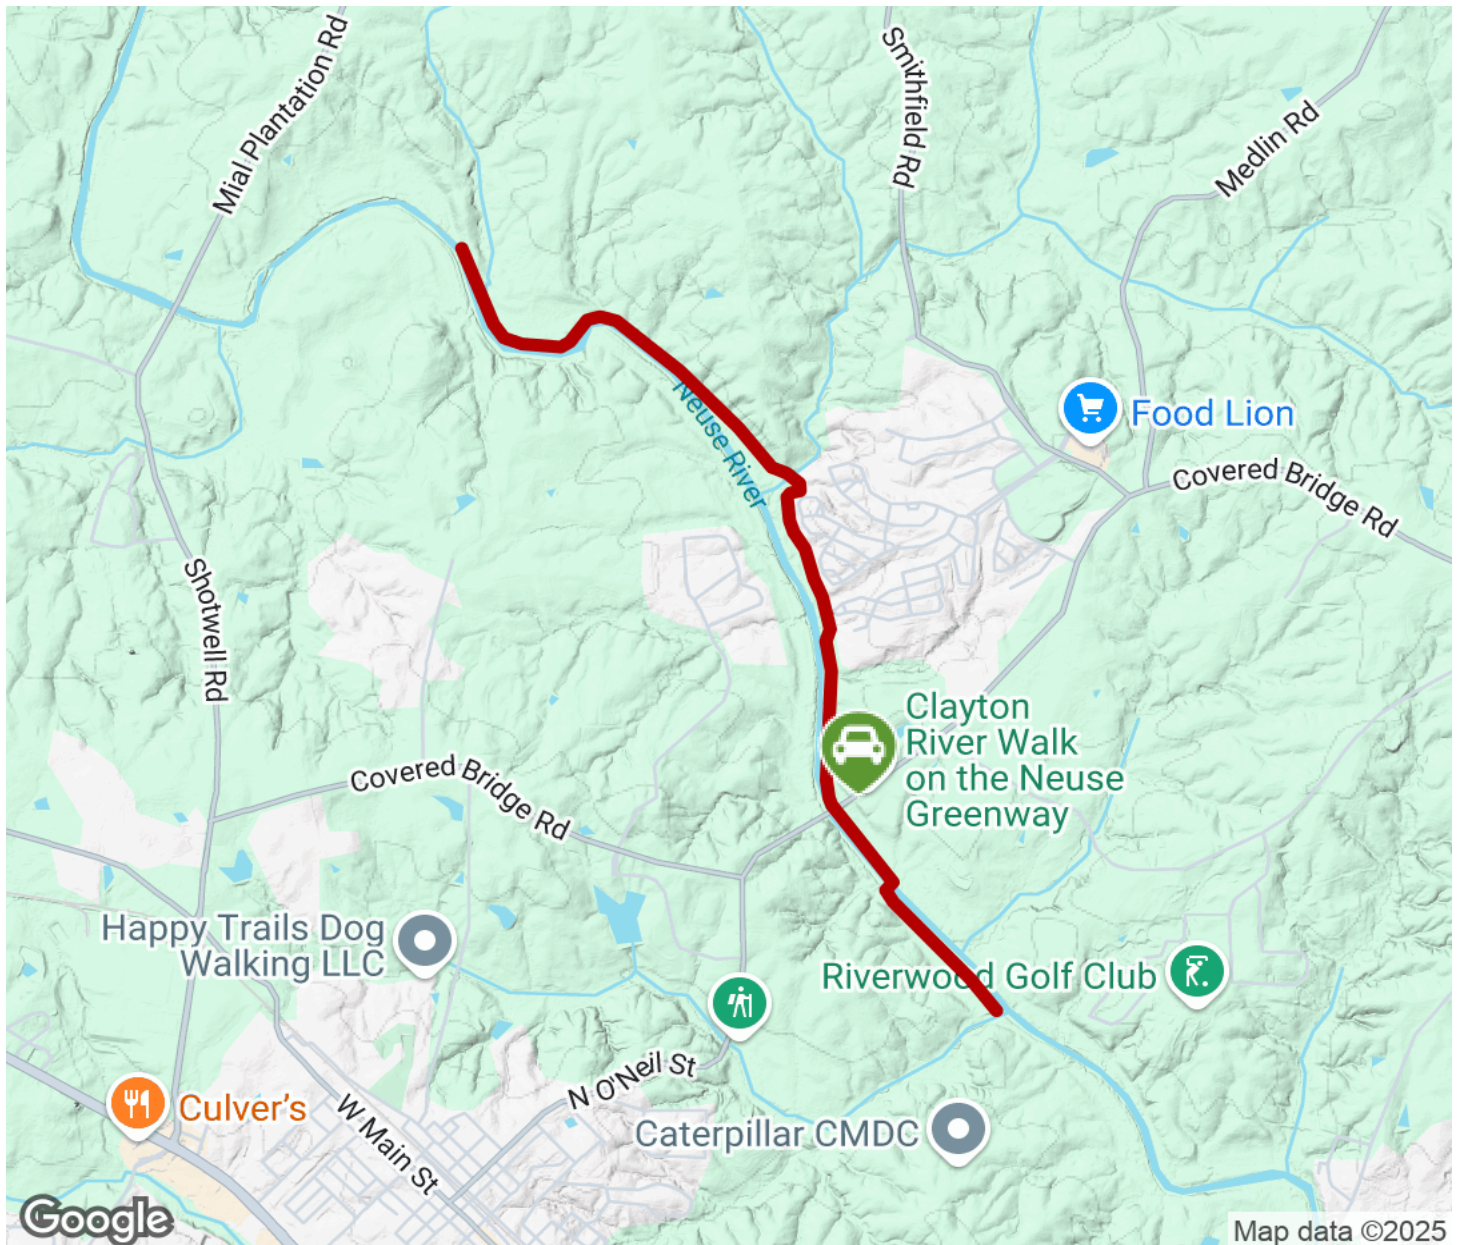 Mial Plantation Rd
Smithfield Rd
Medlin Rd
Neuse River
Food Lion
Covered Bridge Rd
Shotwell Rd
Clayton
River Walk
on the Neuse
Greenway
Covered Bridge Rd
Happy Trails Dog
Walking LLC
Riverwood Golf Club
N O'Neil St
Culver's
W Main St
Caterpillar CMDC
Google
Map data ©2025